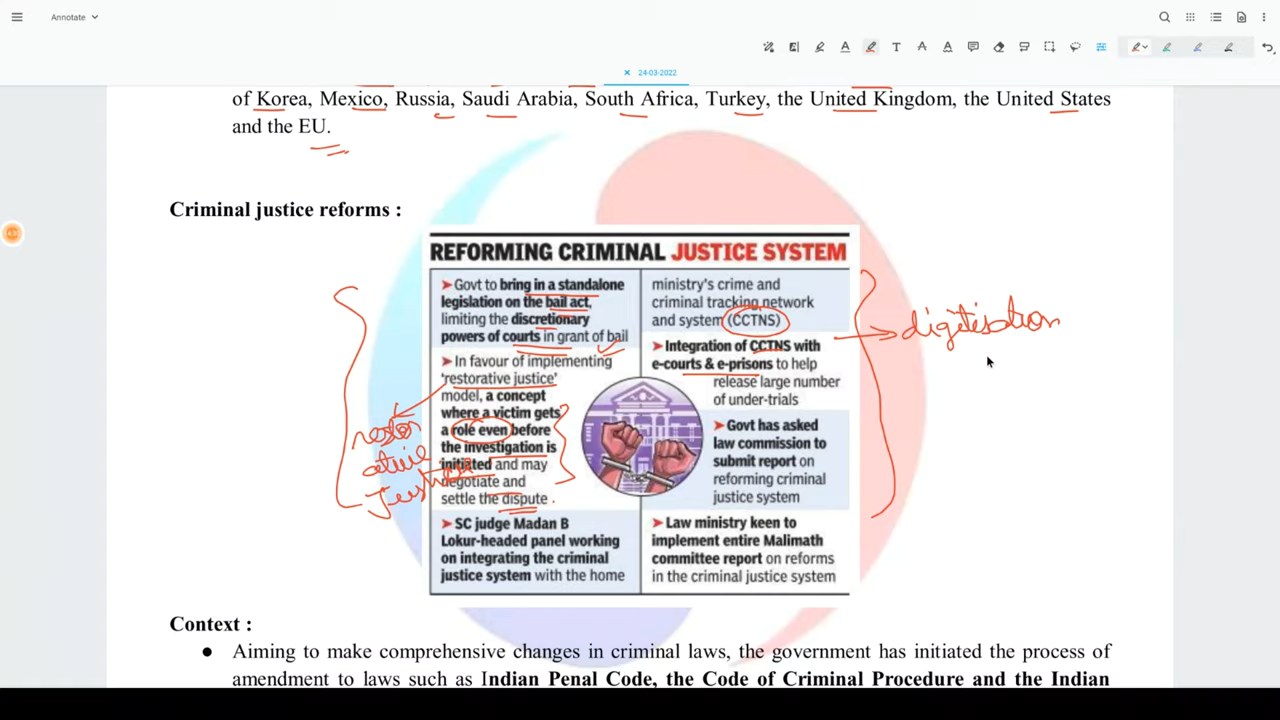 Annotate
24-03-2022
of Korea, Mexico, Russia, Saudi Arabia, South Africa, Turkey, the United Kingdom, the United States
and the EU.
Criminal justice reforms :
REFORMING CRIMINAL JUSTICE SYSTEM
➤Govt to bring in a standalone
legislation on the bail act,
limiting the discretionary
powers of courts in grant of bail
➤In favour of implementing
'restorative justice'
model, a concept
where a victim gets
a role even before
the investigation is
initiated and may
negotiate and
settle the dispute
➤SC judge Madan B
Lokur-headed panel working
on integrating the criminal
justice system with the home
ministry's crime and
criminal tracking network
and system (CCTNS)
➤Integration of CCTNS with
e-courts & e-prisons to help
release large number
of under-trials
➤Govt has asked
law commission to
submit report on
reforming criminal
justice system
➤Law ministry keen to
implement entire Malimath
committee report on reforms
in the criminal justice system
restor
ative
Justice
digitisation
Context :
● Aiming to make comprehensive changes in criminal laws, the government has initiated the process of
amendment to laws such as Indian Penal Code, the Code of Criminal Procedure and the Indian